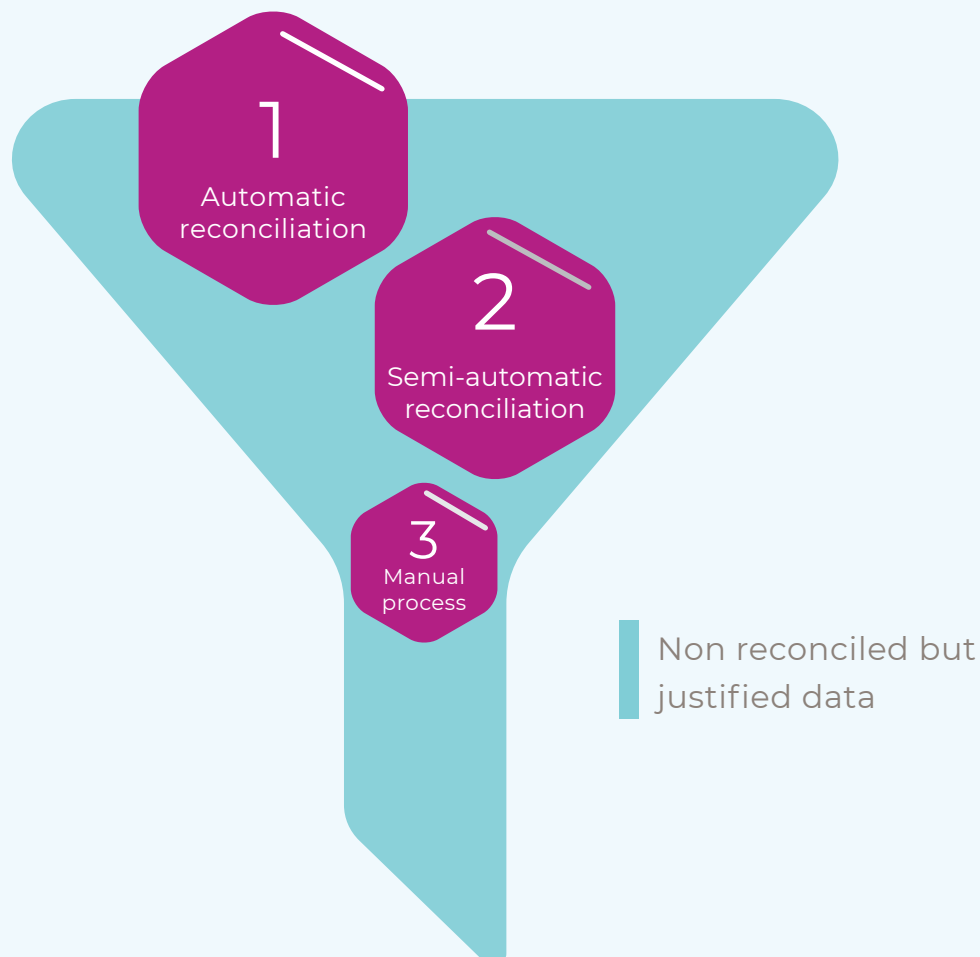 1
Automatic
reconciliation
2
Semi-automatic
reconciliation
3
Manual
process
Non reconciled but
justified data